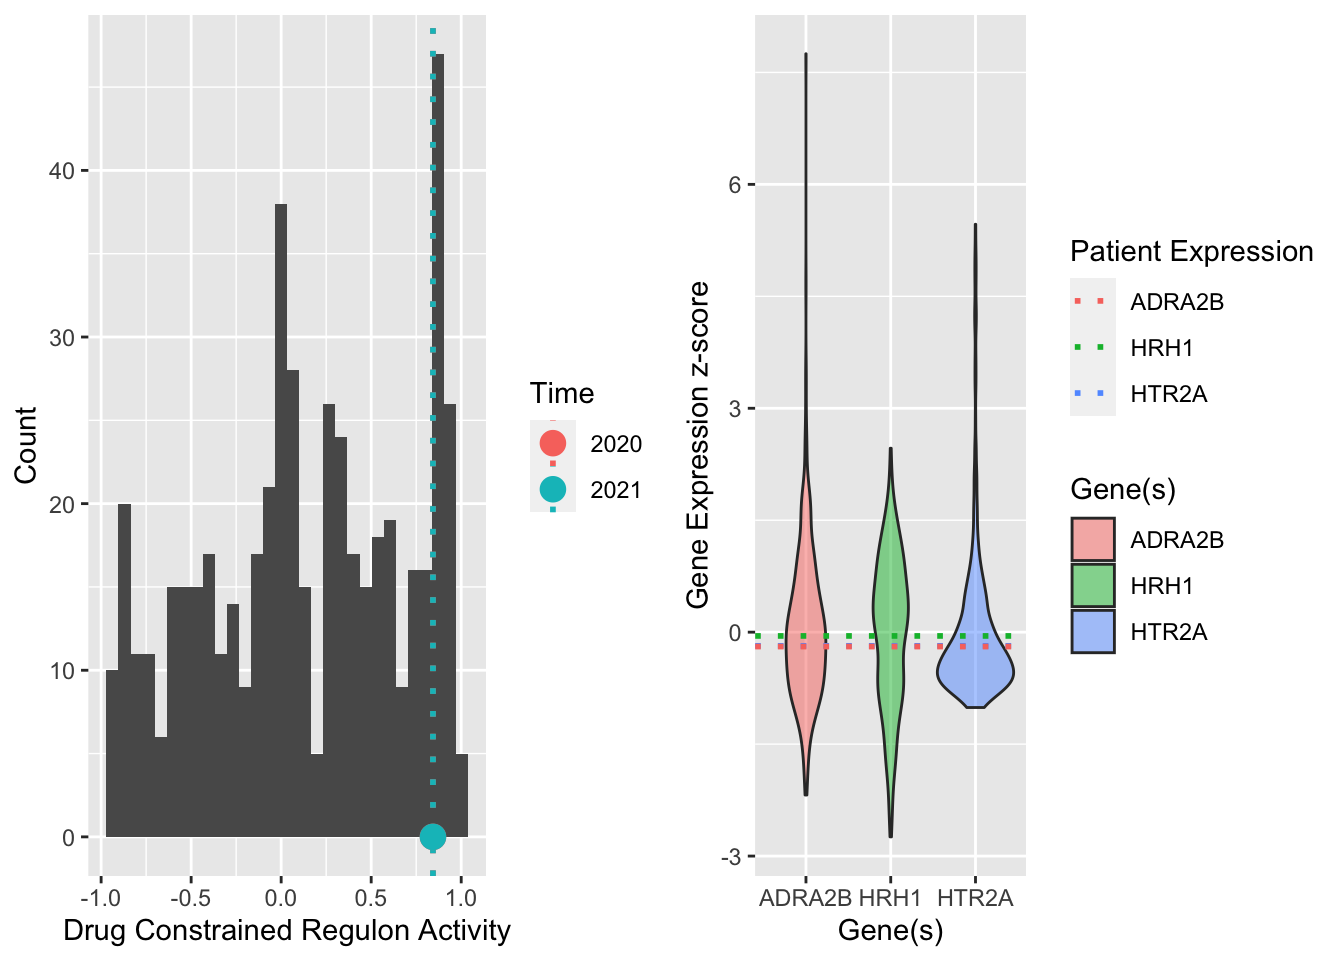 40
30
20
10
0
Count
-1.0 -0.5 0.0 0.5 1.0
Drug Constrained Regulon Activity
Time
2020
2021
6
3
0
-3
Gene Expression z-score
ADRA2B HRH1 HTR2A
Gene(s)
Patient Expression
ADRA2B
HRH1
HTR2A
Gene(s)
ADRA2B
HRH1
HTR2A